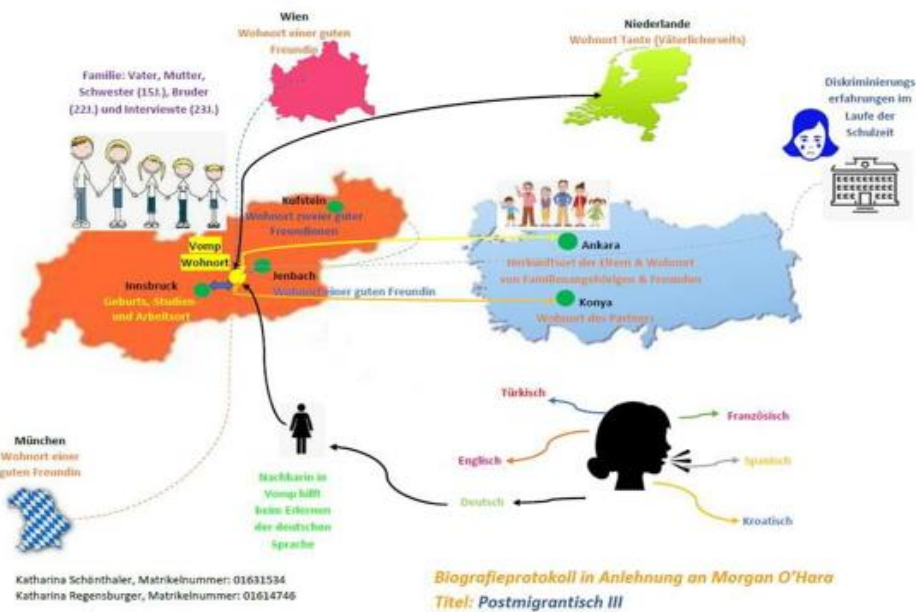 Wien
Wohnort einer guten
Freundin
Niederlande
Wohnort Tante (Väterlicherseits)
Familie: Vater, Mutter,
Schwester (15J.), Bruder
(22J.) und Interviewte (23J.)
Diskriminierungs
erfahrungen im
Laufe der
Schulzeit
Kufstein
Wohnort zweier guter
Freundinnen
Vomp
Wohnort
Ankara
Herkunftsort der Eltern & Wohnort
von Familienangehörigen & Freunden
Jenbach
Wohnort einer guten Freundin
Innsbruck
Geburts, Studien
und Arbeitsort
Konya
Wohnort des Partners
Türkisch
Französisch
Englisch
Spanisch
Deutsch
Kroatisch
München
Wohnort einer
guten Freundin
Nachbarin in
Vomp hilft
beim Erlernen
der deutschen
Sprache
Katharina Schönthaler, Matrikelnummer: 01631534
Katharina Regensburger, Matrikelnummer: 01614746
Biografieprotokoll in Anlehnung an Morgan O'Hara
Titel: Postmigrantisch III